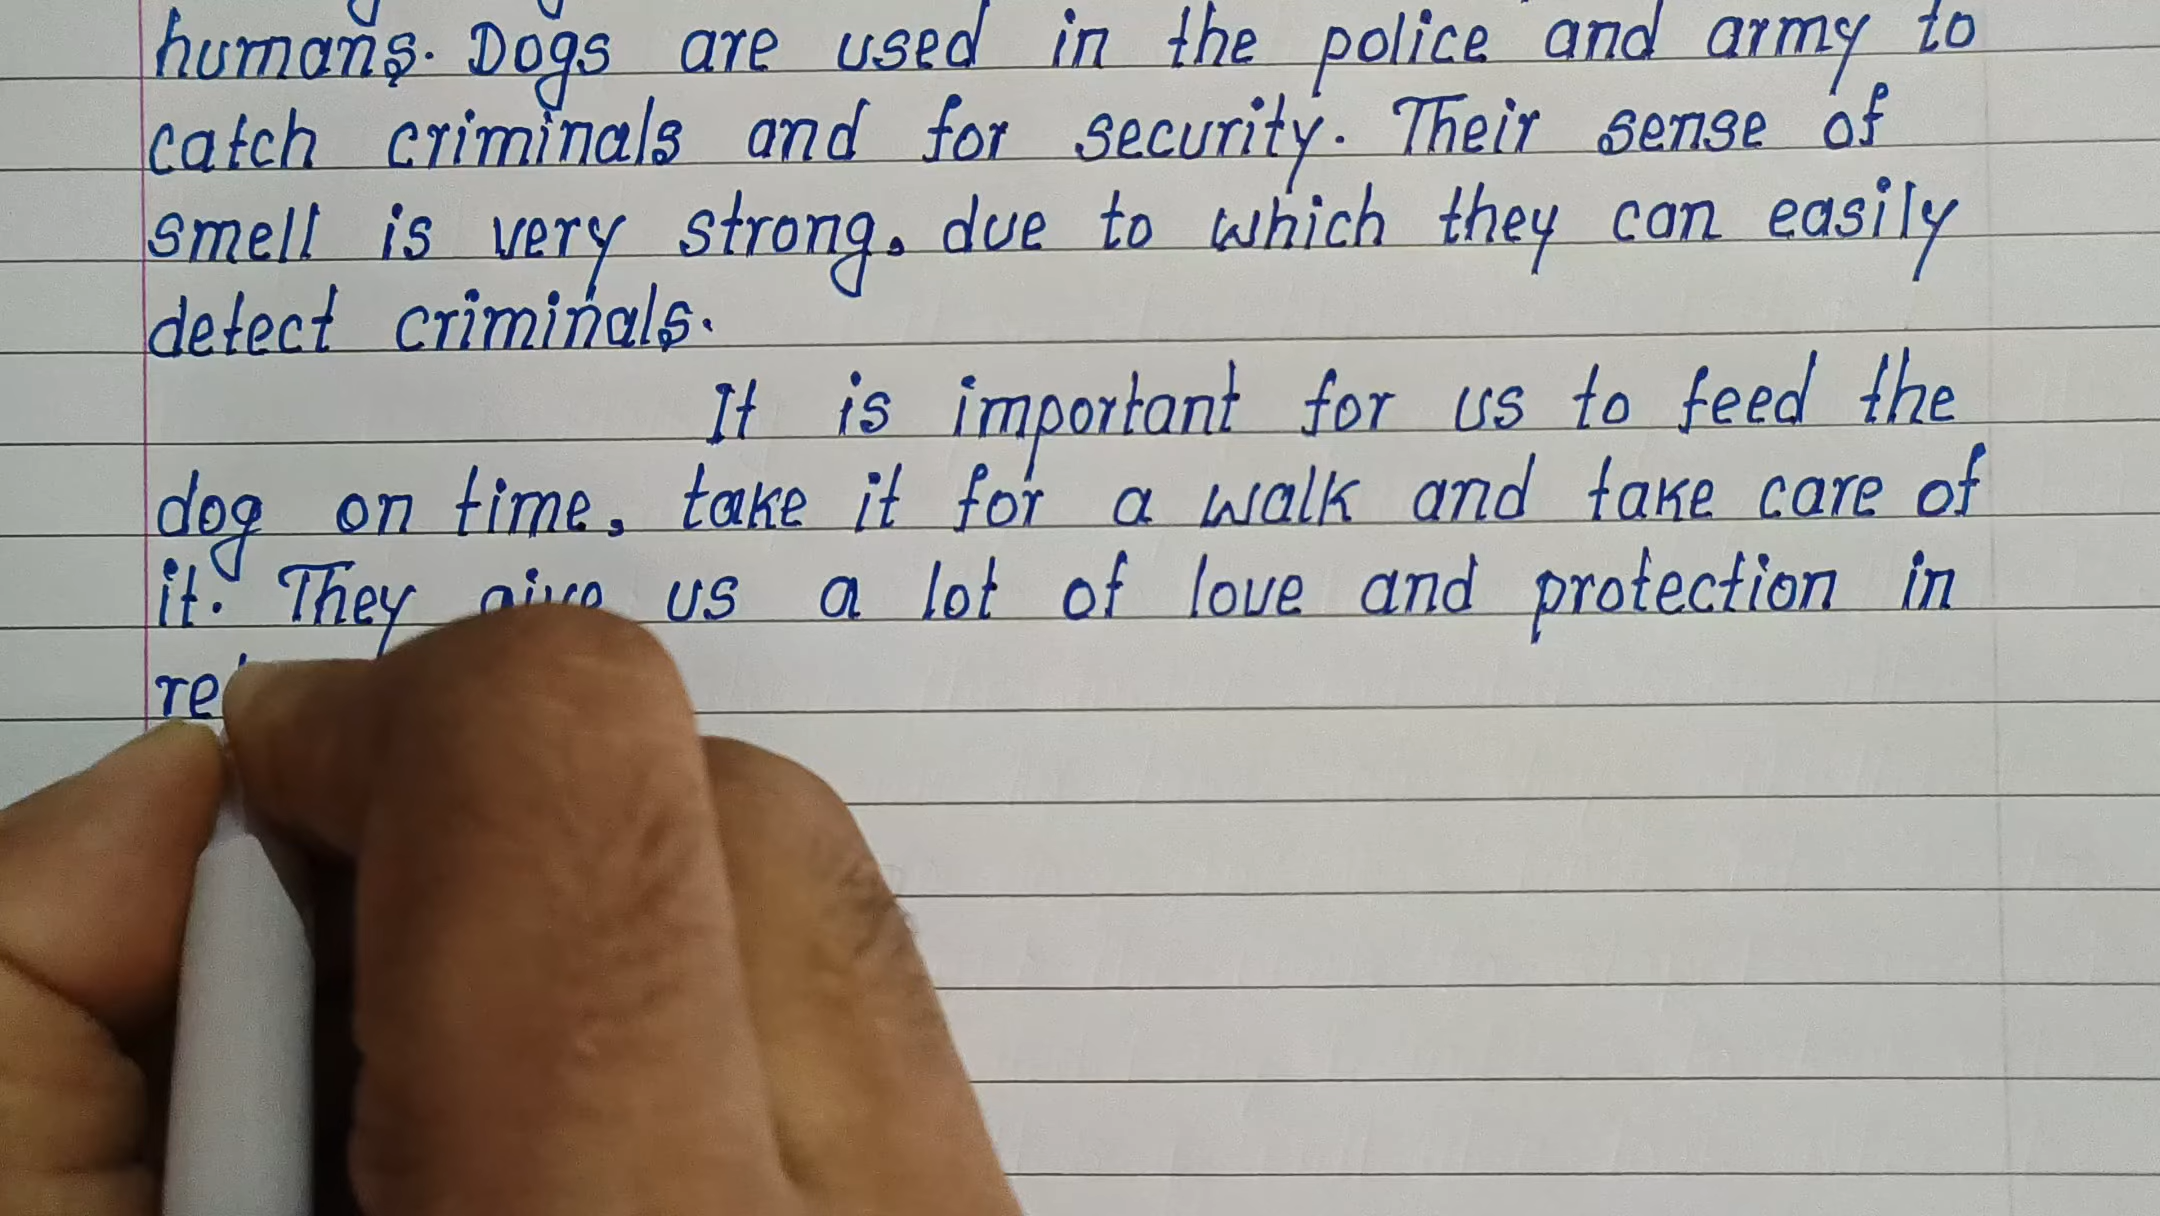 humans. Dogs are used in the police and army to
catch criminals and for security. Their sense of
smell is very strong, due to which they can easily
detect criminals.
It is important for us to feed the
dog on time, take it for a walk and take care of
it. They give us a lot of love and protection in